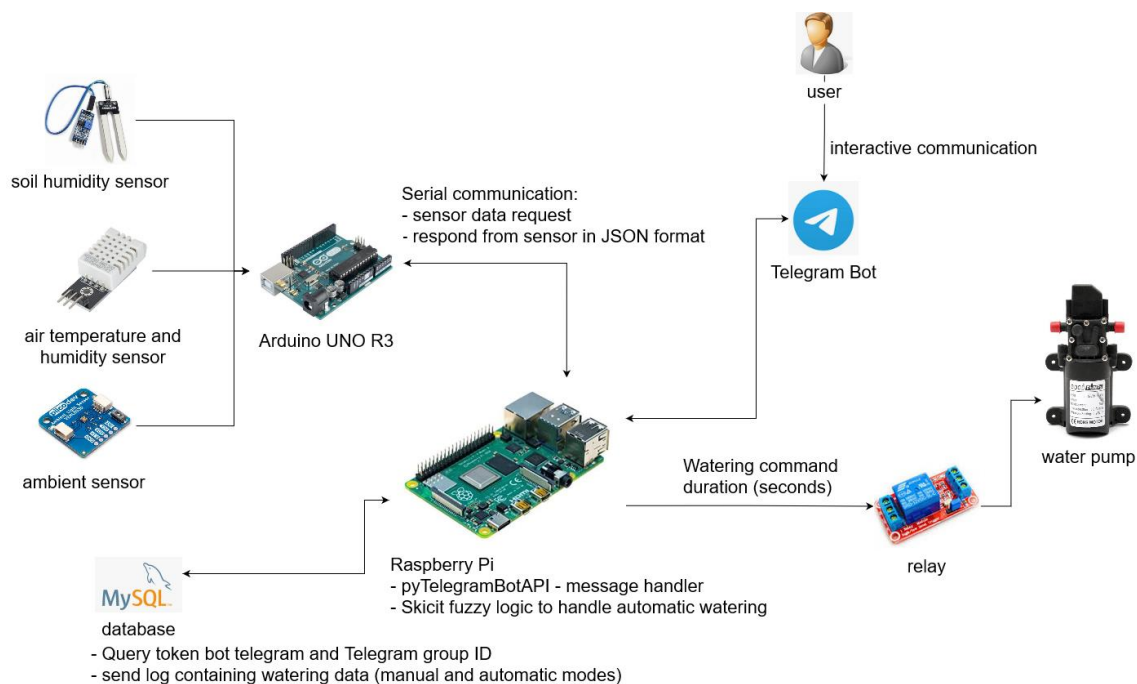 user
interactive communication
Telegram Bot
soil humidity sensor
air temperature and
humidity sensor
ambient sensor
Arduino UNO R3
Serial communication:
- sensor data request
- respond from sensor in JSON format
water pump
Watering command
duration (seconds)
relay
Raspberry Pi
- pyTelegramBotAPI - message handler
- Skicit fuzzy logic to handle automatic watering
MySQL
database
- Query token bot telegram and Telegram group ID
- send log containing watering data (manual and automatic modes)